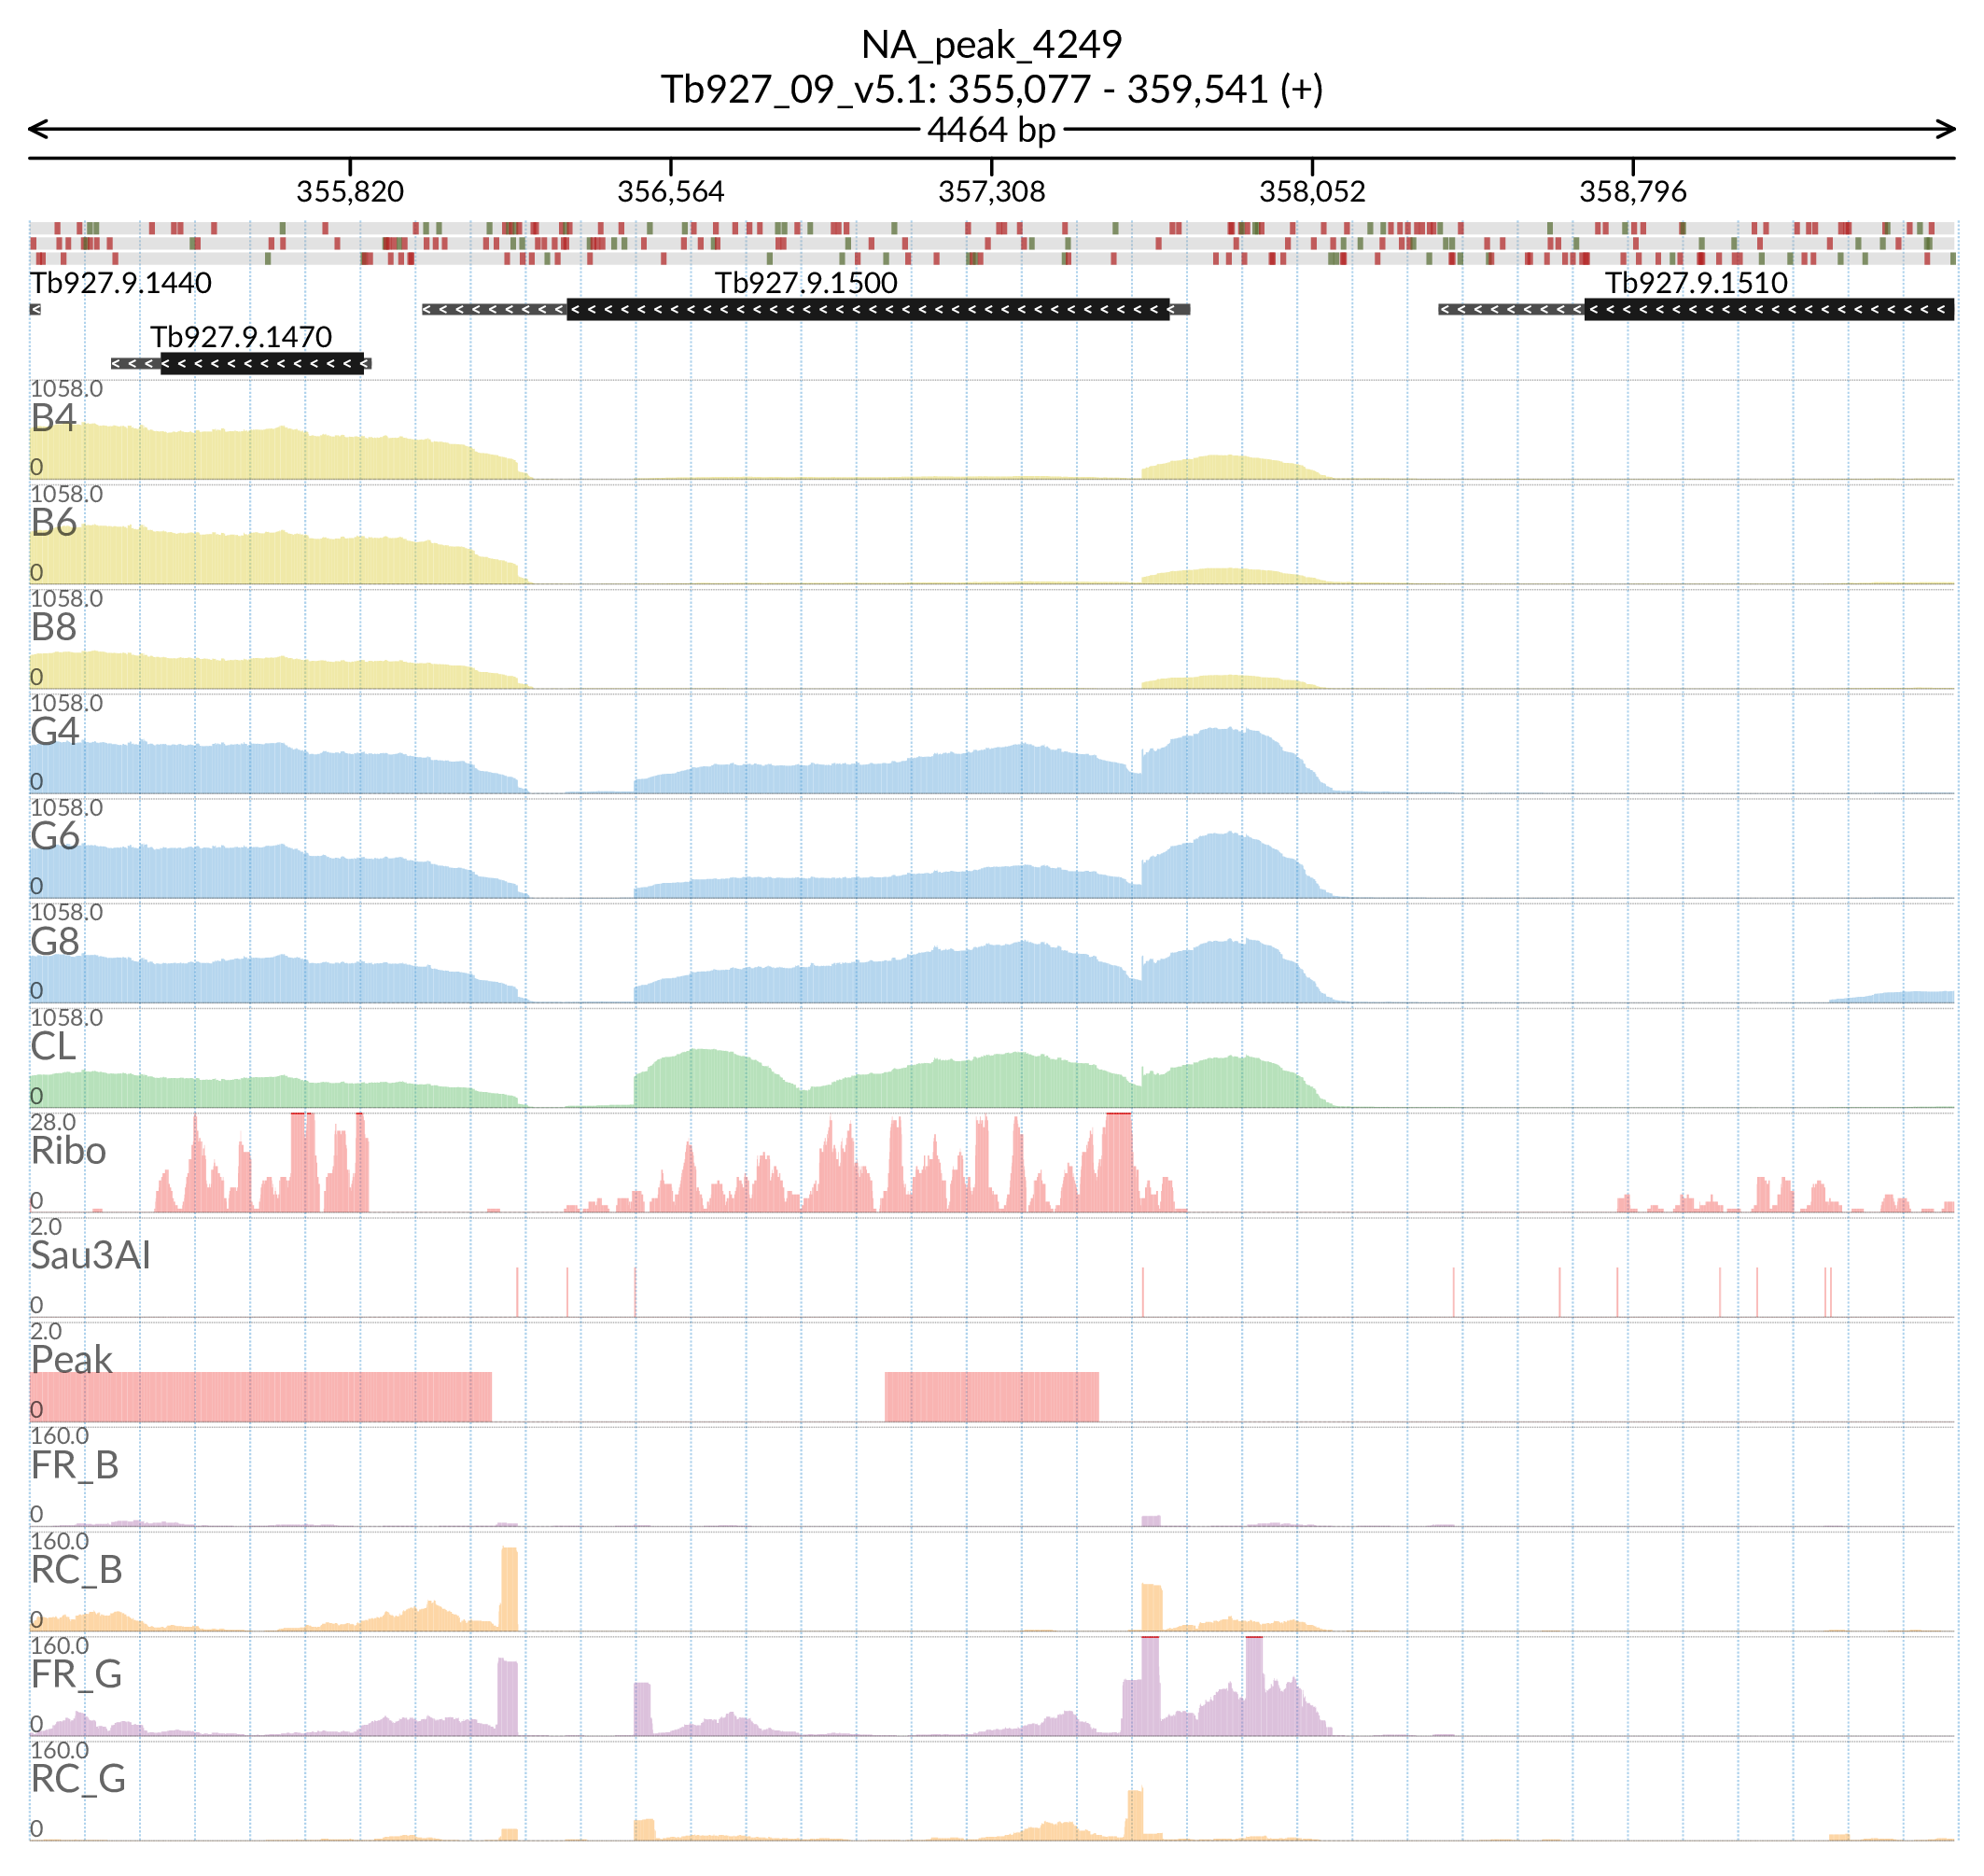 NA_peak_4249
Tb927_09_v5.1: 355,077 - 359,541 (+)
4464 bp
355,820 356,564 357,308 358,052 358,796
Tb927.9.1440 Tb927.9.1500 Tb927.9.1510
Tb927.9.1470
1058.0
B4
0
1058.0
B6
0
1058.0
B8
0
1058.0
G4
0
1058.0
G6
0
1058.0
G8
0
1058.0
CL
0
28.0
Ribo
0
2.0
Sau3AI
0
2.0
Peak
0
160.0
FR_B
0
160.0
RC_B
0
160.0
FR_G
0
160.0
RC_G
0